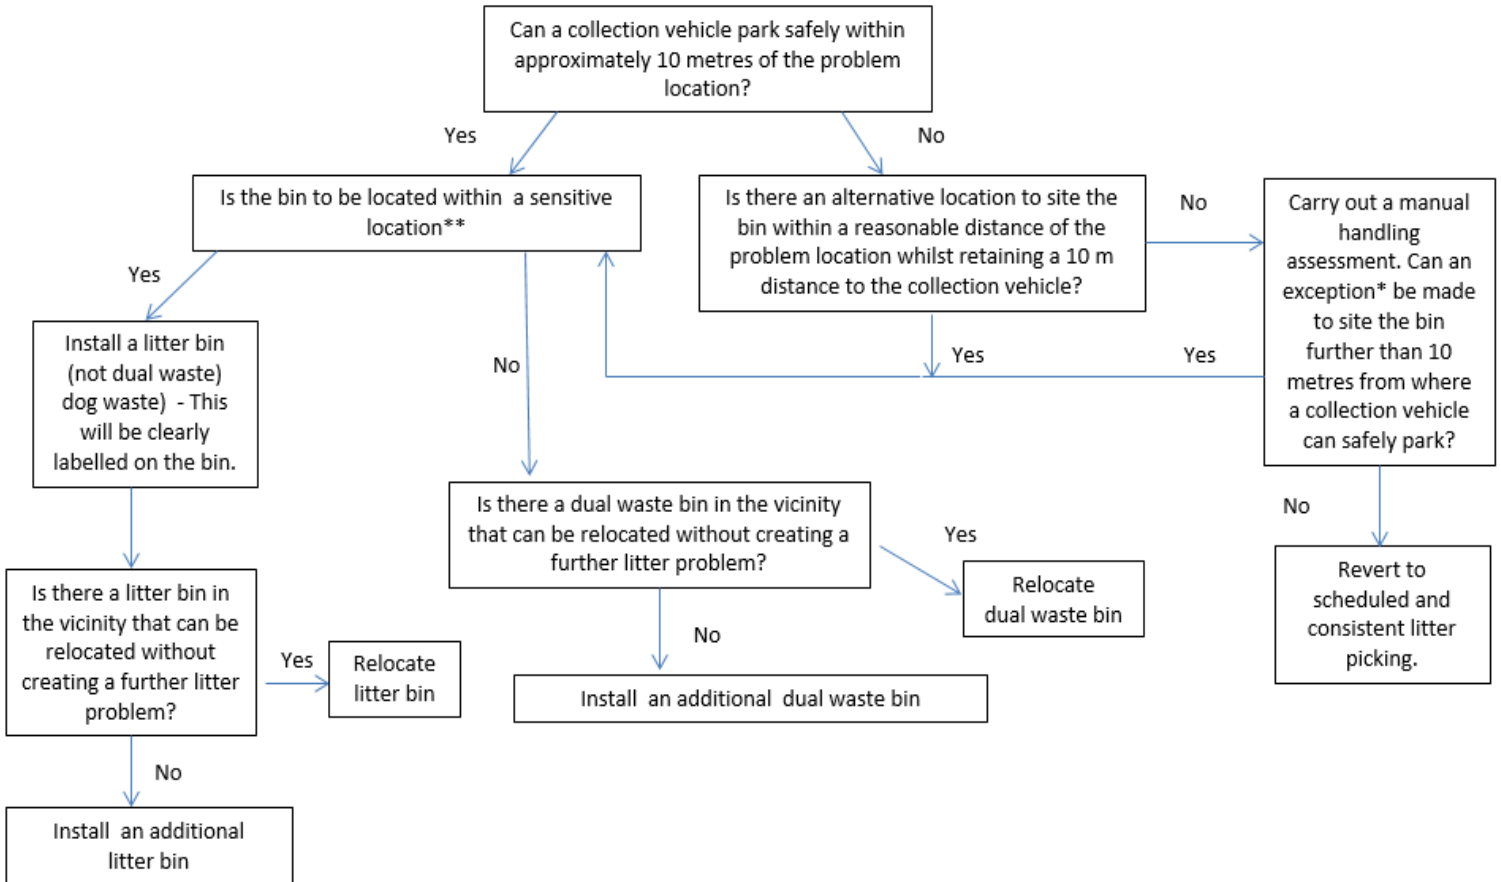 Can a collection vehicle park safely within
approximately 10 metres of the problem
location?
Yes
No
Is the bin to be located within a sensitive
location**
Is there an alternative location to site the
bin within a reasonable distance of the
problem location whilst retaining a 10 m
distance to the collection vehicle?
No
Carry out a manual
handling
assessment. Can an
exception* be made
to site the bin
further than 10
metres from where
a collection vehicle
can safely park?
Yes
Install a litter bin
(not dual waste)
dog waste) - This
will be clearly
labelled on the bin.
No
Yes
Yes
Is there a dual waste bin in the vicinity
that can be relocated without creating a
further litter problem?
Yes
Relocate
dual waste bin
No
Revert to
scheduled and
consistent litter
picking.
Is there a litter bin in
the vicinity that can be
relocated without
creating a further litter
problem?
Yes
Relocate
litter bin
No
Install an additional dual waste bin
No
Install an additional
litter bin